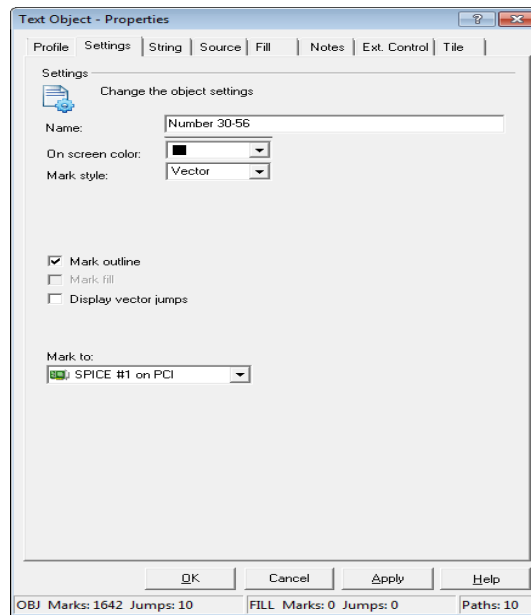 Text Object - Properties
Profile Settings String Source Fill Notes Ext. Control Tile
Settings
Change the object settings
Name: Number 30-56
On screen color:
Mark style: Vector
Mark outline
Mark fill
Display vector jumps
Mark to:
SPICE #1 on PCI
OK Cancel Apply Help
OBJ Marks: 1642 Jumps: 10 FILL Marks: 0 Jumps: 0 Paths: 10